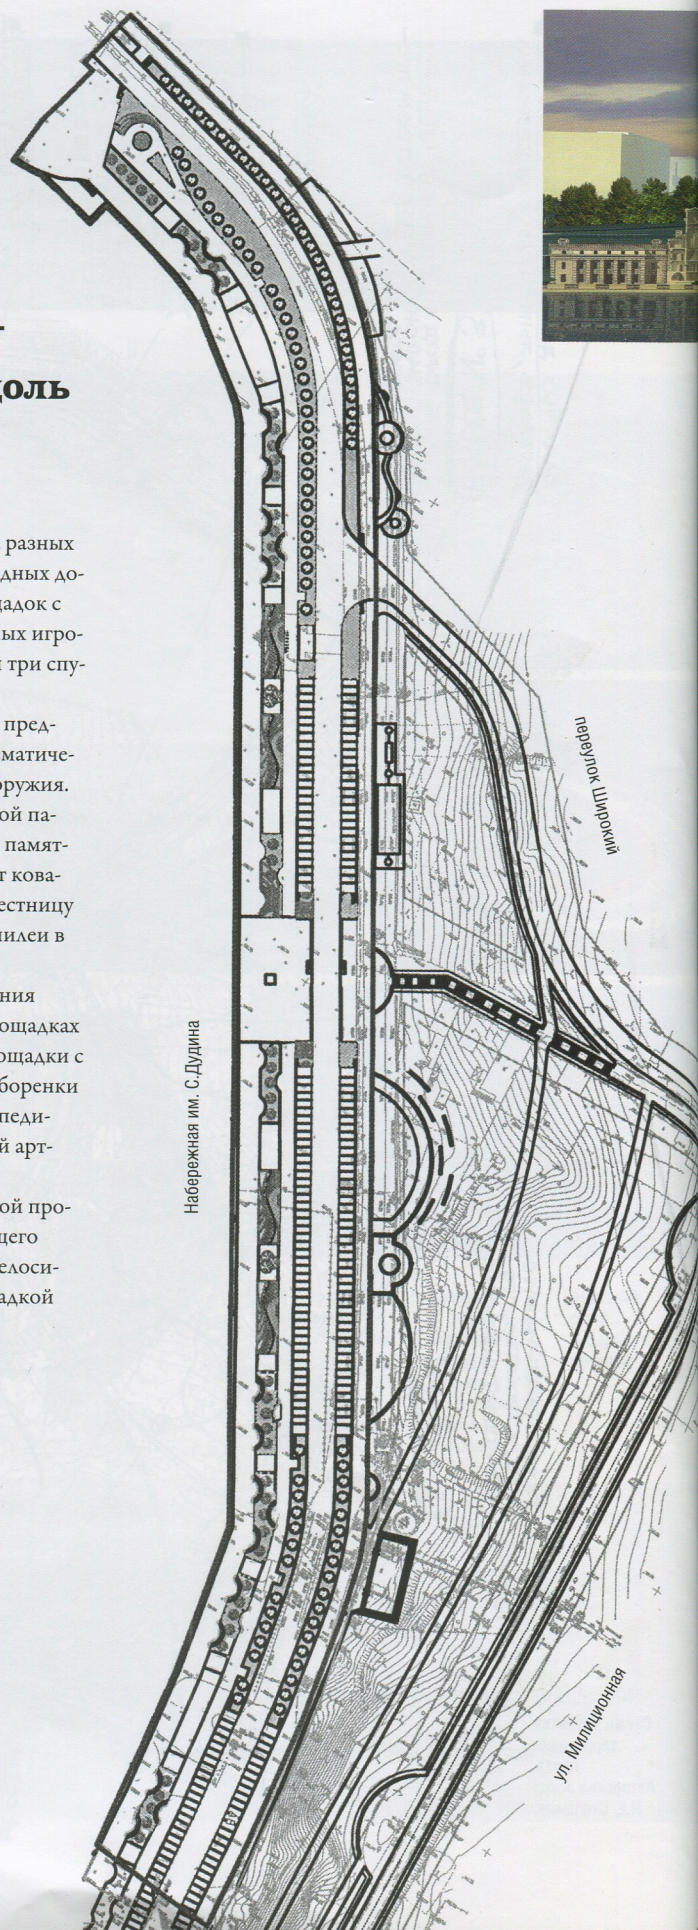 доль
разных
дных до-
адок с
ых игро-
три спу-
пред-
матиче-
оружия.
ой па-
памят-
т кова-
естницу
пилеи в
ния
ощадках
ощадки с
боренки
педи-
й арт-
ой про-
щего
елоси-
адкой
Набережная им. С.Дудина
переулок Широкий
ул. Милиционная